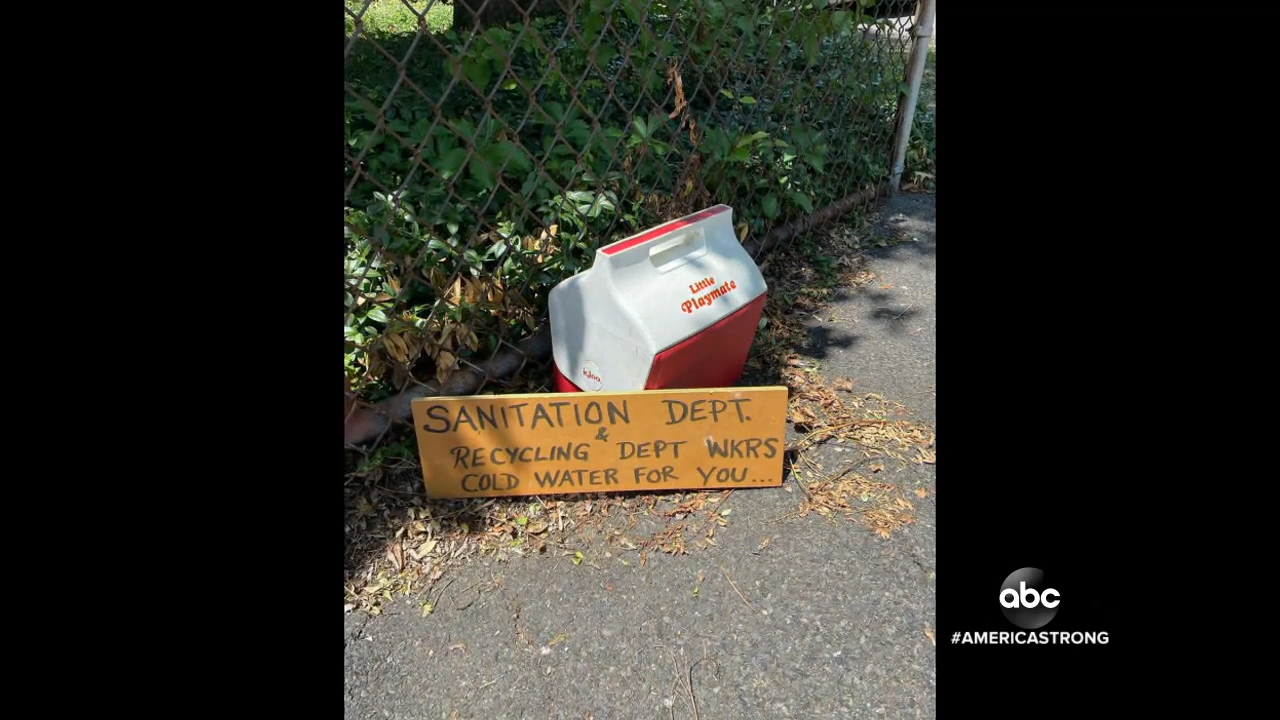 Little
Playmate
igloo
SANITATION DEPT.
&
RECYCLING DEPT WKRS
COLD WATER FOR YOU...
abc
#AMERICASTRONG